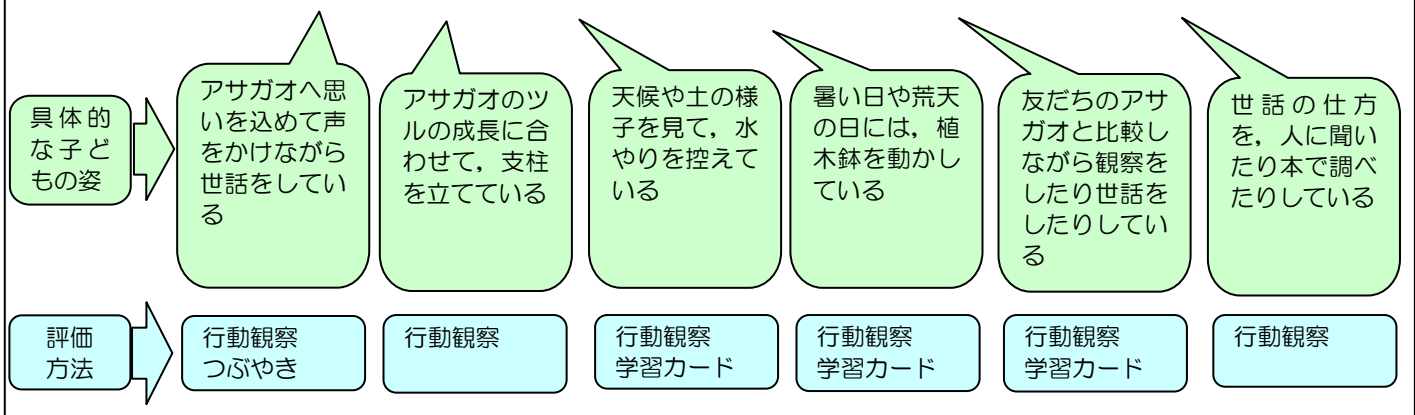 具体的
な子ど
もの姿
アサガオへ思
いを込めて声
をかけながら
世話をしてい
る
アサガオのツ
ルの成長に合
わせて，支柱
を立てている
天候や土の様
子を見て，水
やりを控えて
いる
暑い日や荒天
の日には，植
木鉢を動かし
ている
友だちのアサ
ガオと比較し
ながら観察を
したり世話を
したりしてい
る
世話の仕方
を，人に聞い
たり本で調べ
たりしている
評価
方法
行動観察
つぶやき
行動観察
行動観察
学習カード
行動観察
学習カード
行動観察
学習カード
行動観察